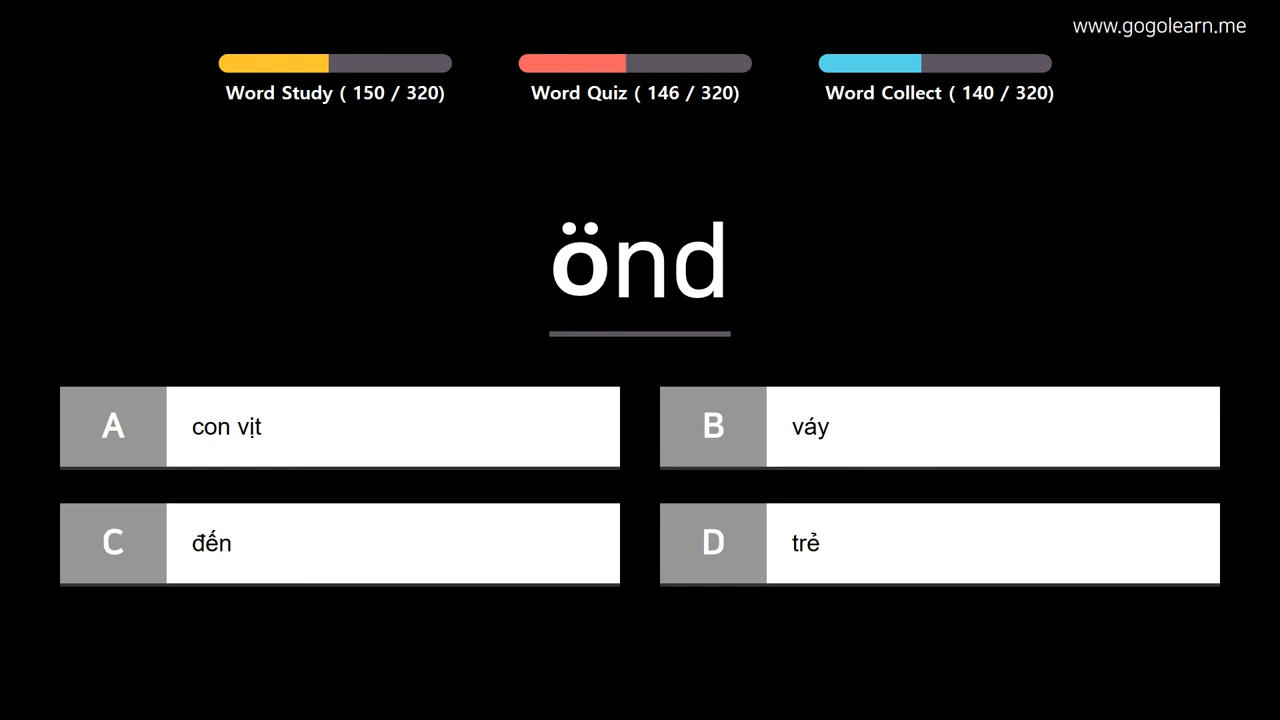 www.gogolearn.me
Word Study ( 150 / 320)
Word Quiz ( 146 / 320)
Word Collect ( 140 / 320)
önd
A
con vịt
B
váy
C
đến
D
trẻ